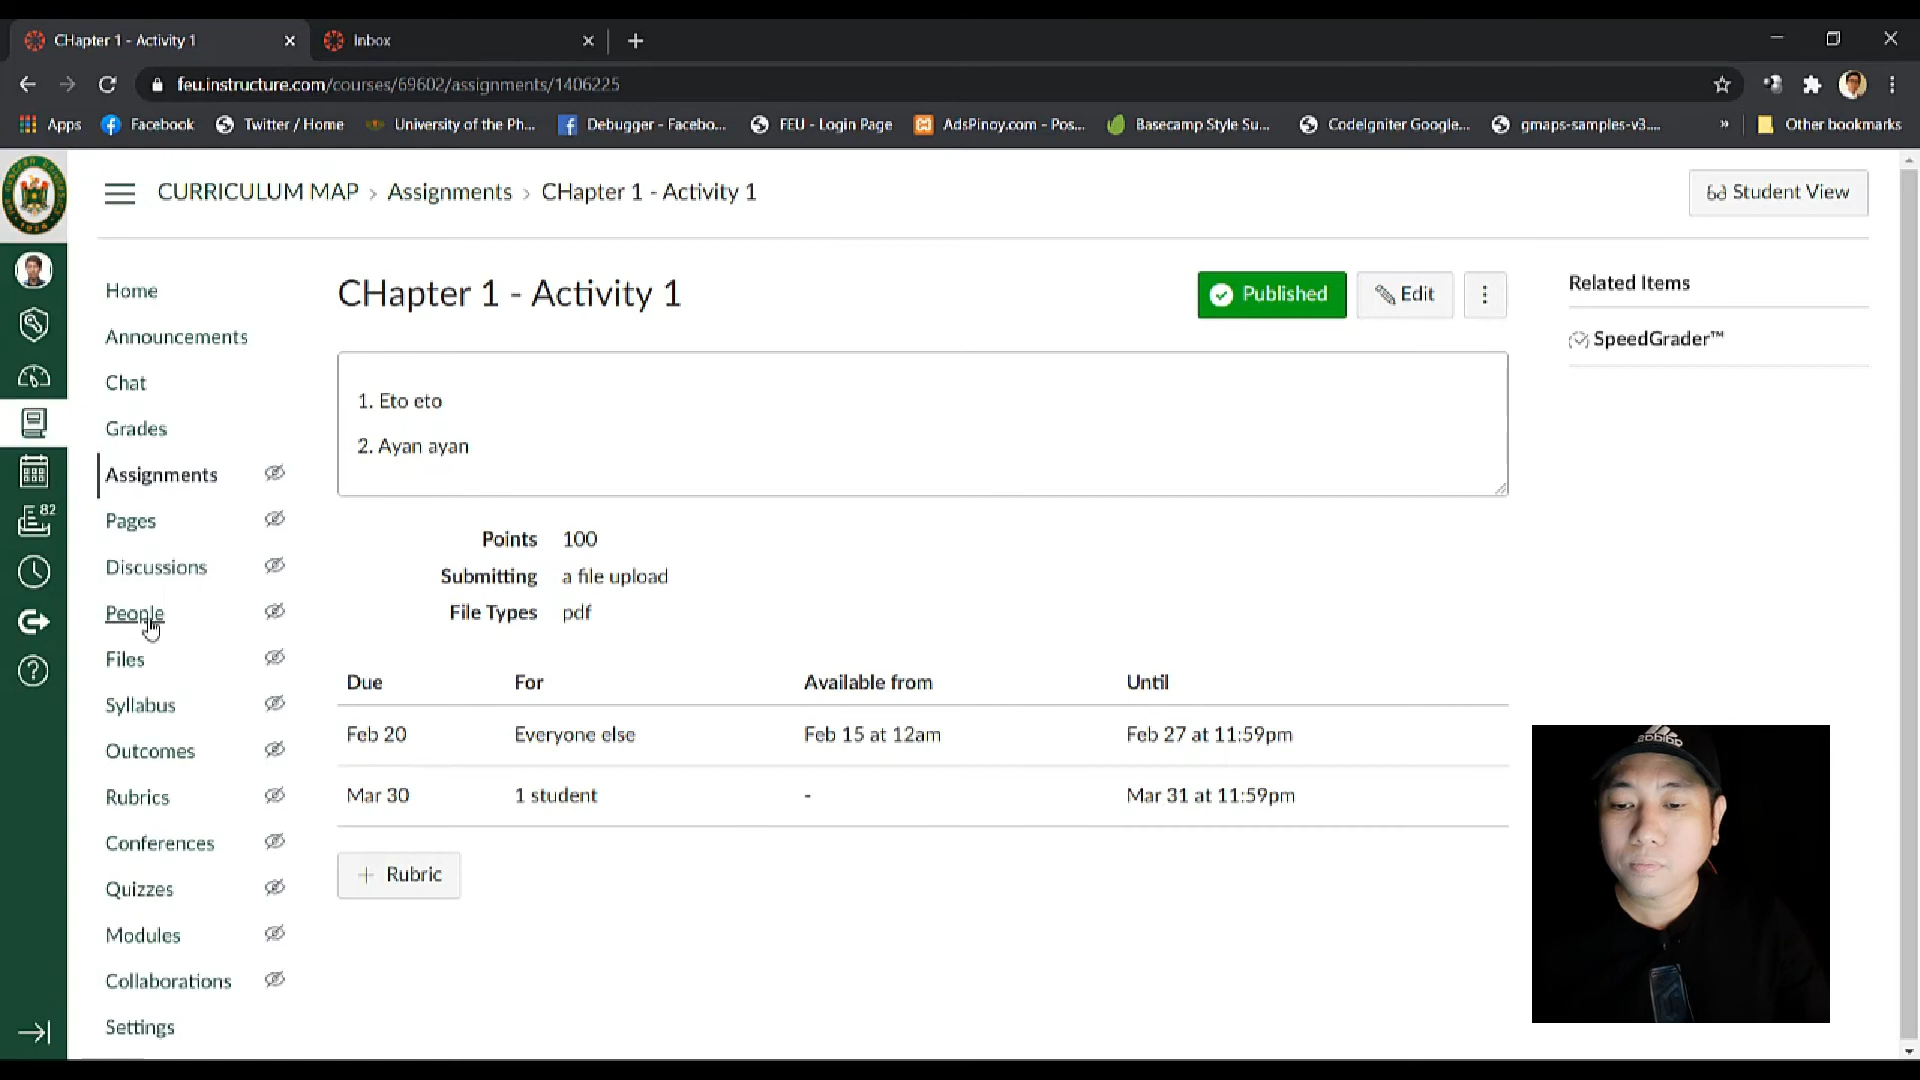 CHapter 1 - Activity 1
Inbox
feu.instructure.com/courses/69602/assignments/1406225
Apps
Facebook
Twitter / Home
University of the Ph...
Debugger - Facebo...
FEU - Login Page
AdsPinoy.com - Pos...
Basecamp Style Su...
CodeIgniter Google...
gmaps-samples-v3....
»
Other bookmarks
CURRICULUM MAP › Assignments › CHapter 1 - Activity 1
Student View
Home
Announcements
Chat
Grades
Assignments
Pages
Discussions
People
Files
Syllabus
Outcomes
Rubrics
Conferences
Quizzes
Modules
Collaborations
Settings
82
CHapter 1 - Activity 1
Published
Edit
1. Eto eto
2. Ayan ayan
Points 100
Submitting a file upload
File Types pdf
Due For Available from Until
Feb 20 Everyone else Feb 15 at 12am Feb 27 at 11:59pm
Mar 30 1 student - Mar 31 at 11:59pm
+ Rubric
Related Items
SpeedGrader™
adidas